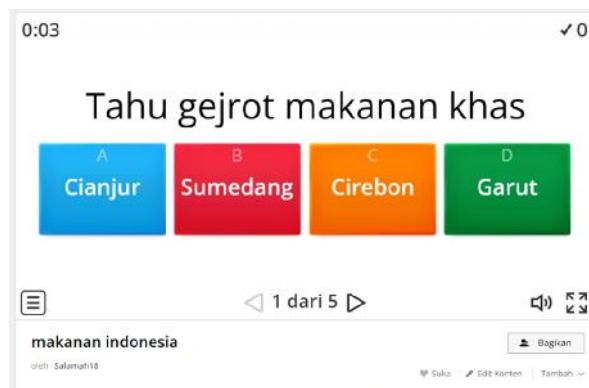 0:03 ✓ 0
Tahu gejrot makanan khas
A B C D
Cianjur Sumedang Cirebon Garut
1 dari 5
makanan indonesia Bagikan
oleh Salamah18
Suka Edit Konten Tambah